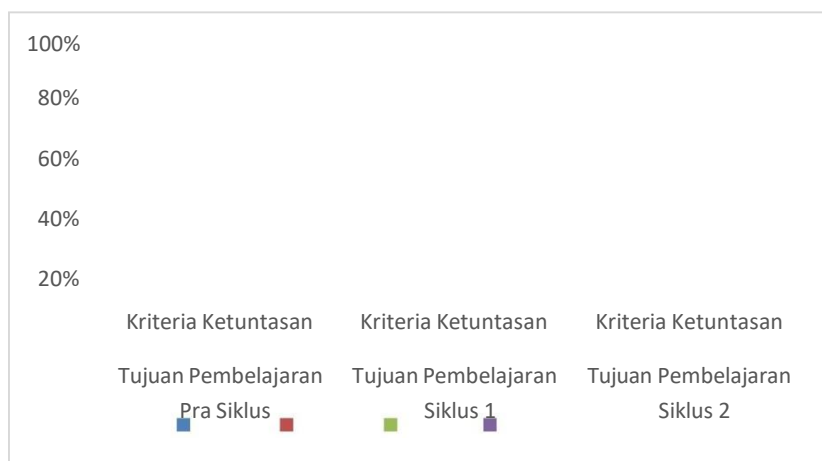 100%
80%
60%
40%
20%
Kriteria Ketuntasan Kriteria Ketuntasan Kriteria Ketuntasan
Tujuan Pembelajaran Tujuan Pembelajaran Tujuan Pembelajaran
Pra Siklus Siklus 1 Siklus 2